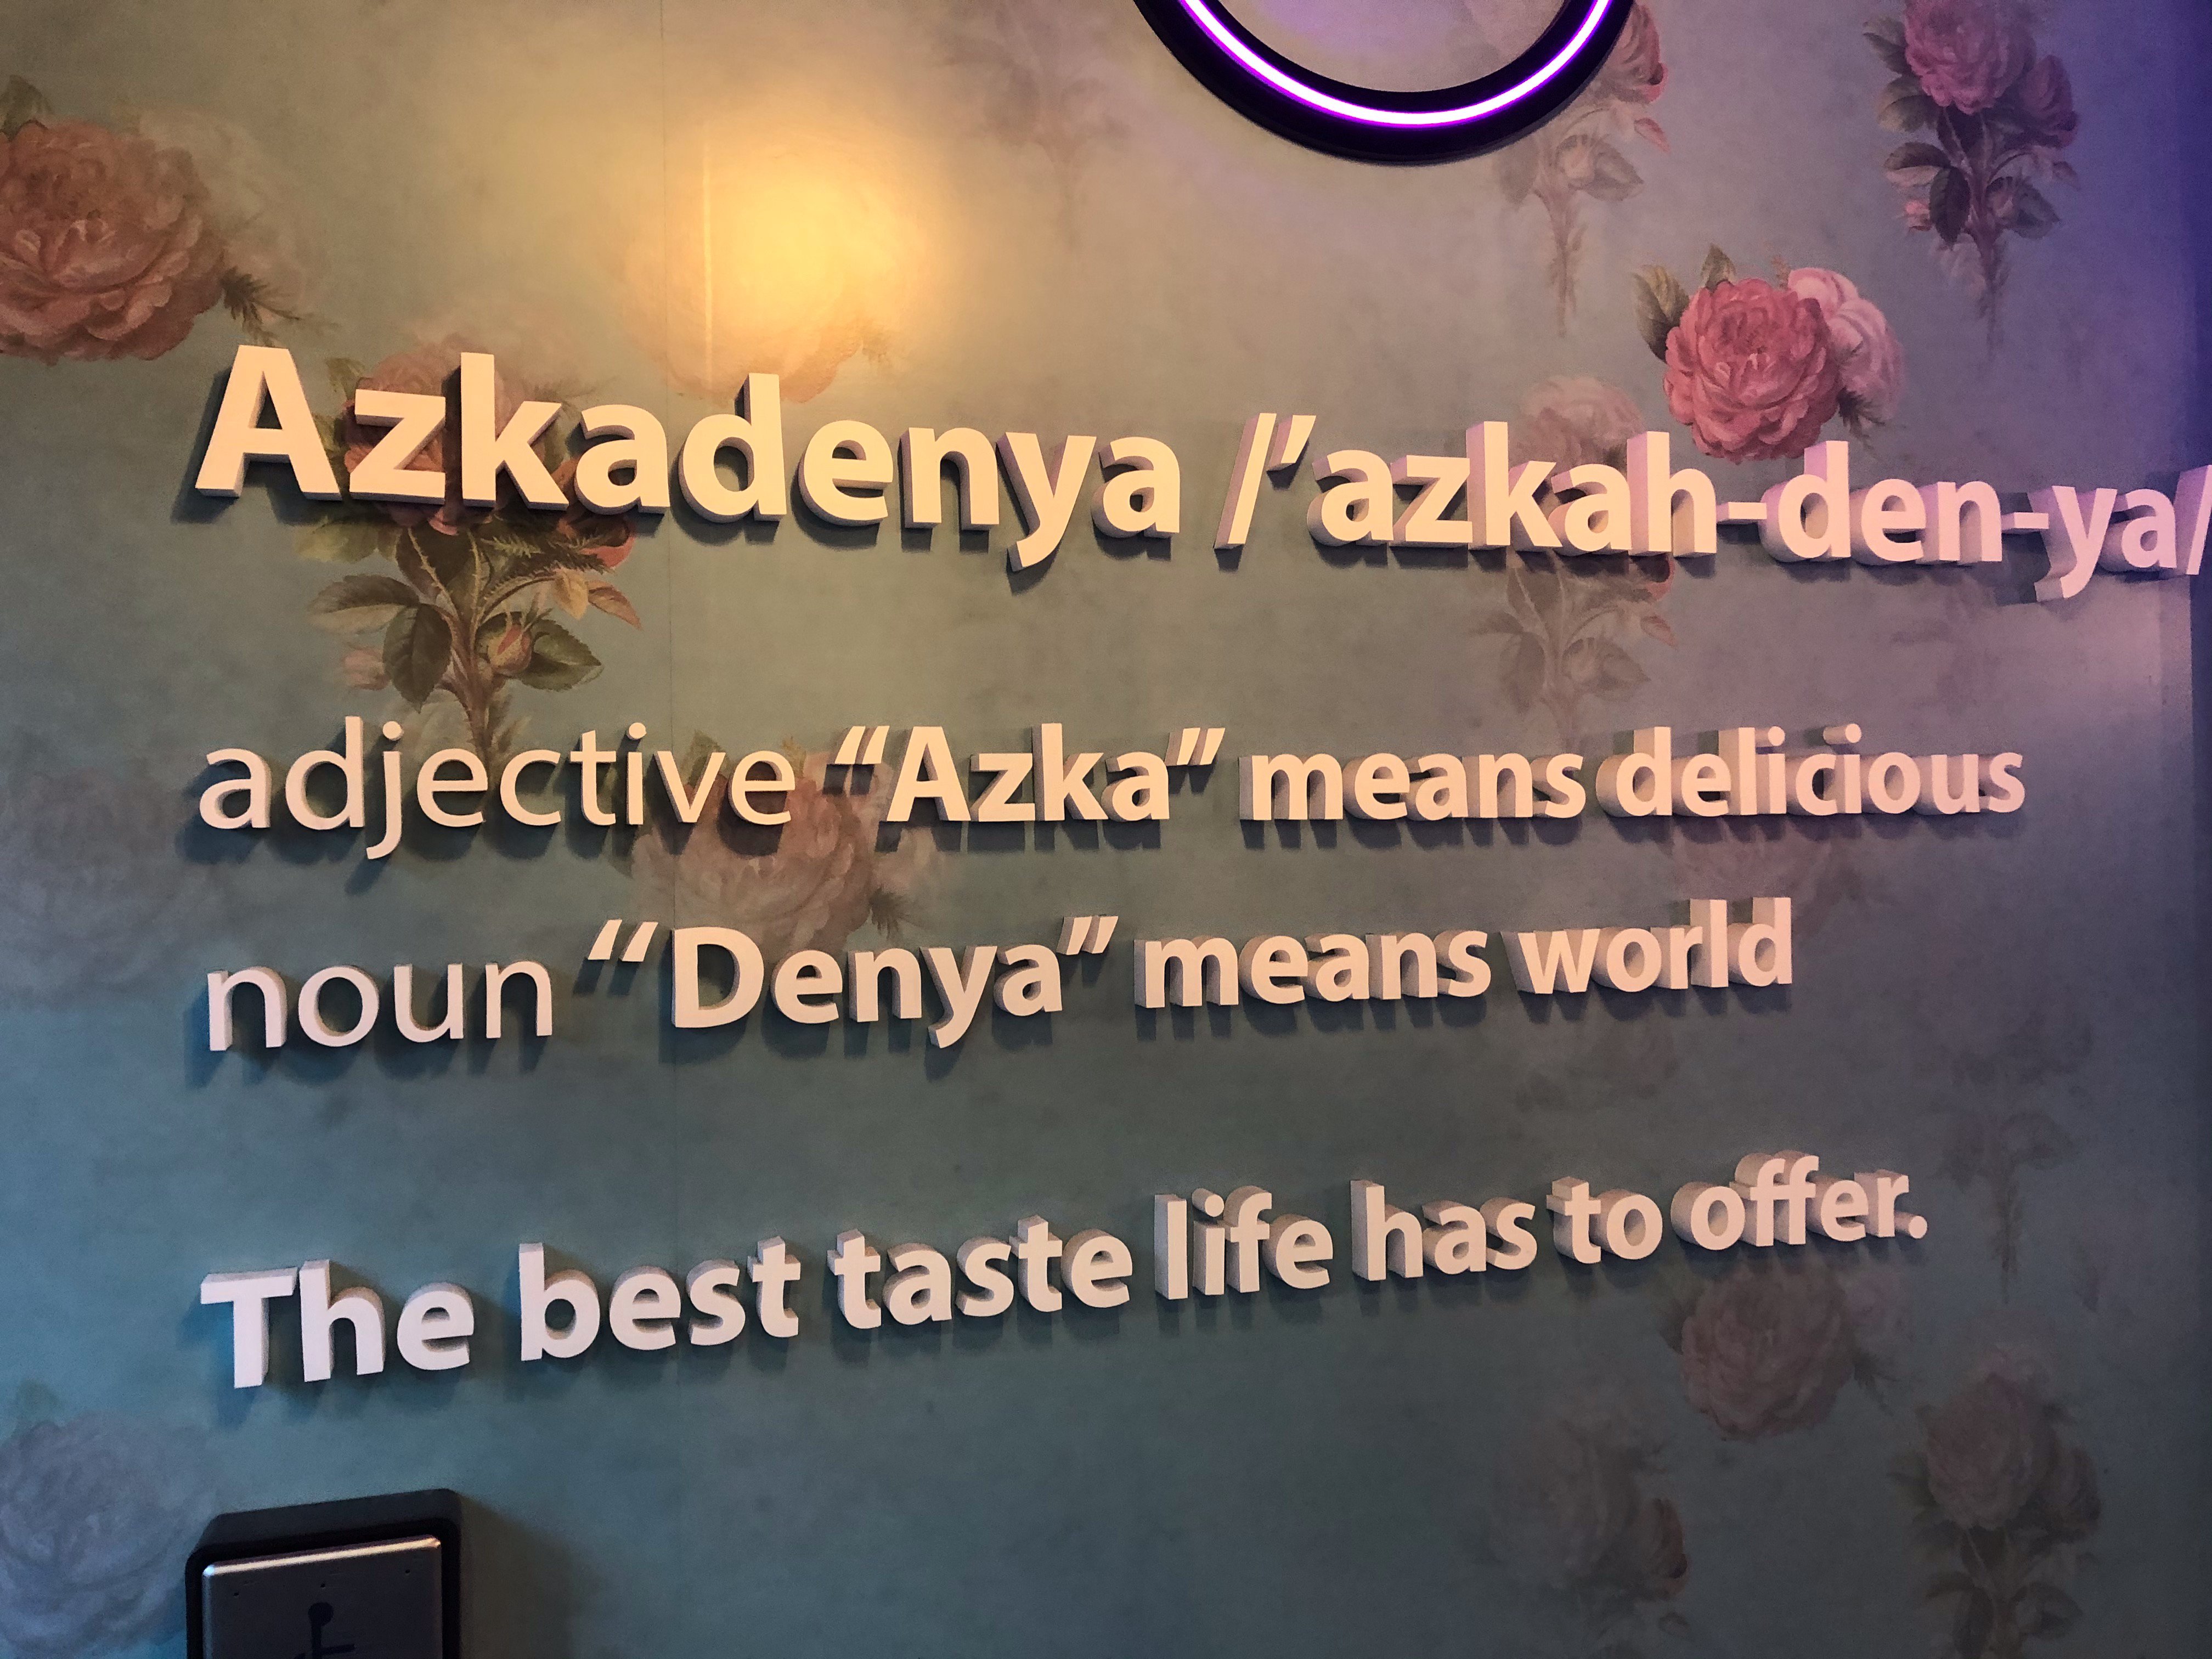 Azkadenya /’azkah-den-ya/
adjective “Azka” means delicious
noun “Denya” means world
The best taste life has to offer.